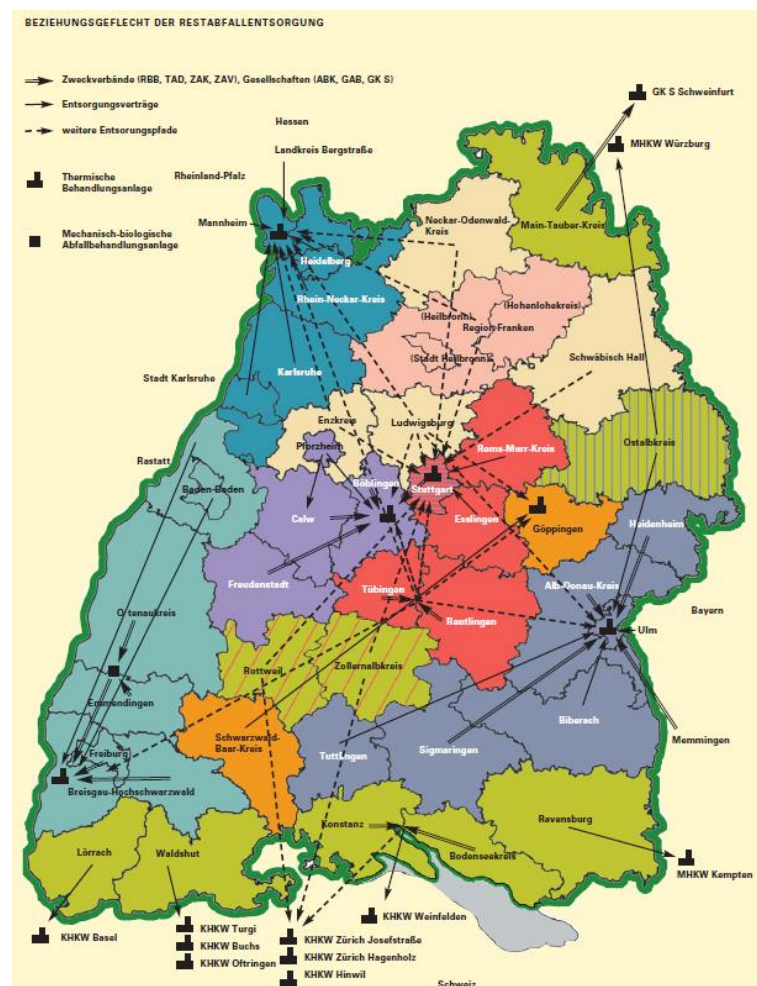 BEZIEHUNGSGEFLECHT DER RESTABFALLENTSORGUNG
Zweckverbände (RBB, TAD, ZAK, ZAV), Gesellschaften (ABK, GAB, GK S)
Entsorgungsverträge
weitere Entsorungspfade
Thermische
Behandlungsanlage
Mechanisch-biologische
Abfallbehandlungsanlage
Hessen
Landkreis Bergstraße
Rheinland-Pfalz
GK S Schweinfurt
MHKW Würzburg
Mannheim
Neckar-Odenwald-
Kreis
Main-Tauber-Kreis
Heidelberg
Rhein-Neckar-Kreis
(Heilbronn)
(Hohenlohekreis)
Region Franken
(Stadt Heilbronn)
Schwäbisch Hall
Karlsruhe
Stadt Karlsruhe
Enzkreis
Ludwigsburg
Pforzheim
Rems-Murr-Kreis
Ostalbkreis
Rastatt
Baden-Baden
Böblingen
Stuttgart
Calw
Esslingen
Göppingen
Heidenheim
Freudenstadt
Tübingen
Alb-Donau-Kreis
Reutlingen
Bayern
Ulm
Ortenaukreis
Rottweil
Zollernalbkreis
Emmendingen
Schwarzwald-
Baar-Kreis
Biberach
Tuttlingen
Sigmaringen
Memmingen
Freiburg
Breisgau-Hochschwarzwald
Konstanz
Ravensburg
Bodenseekreis
Lörrach
Waldshut
MHKW Kempten
KHKW Basel
KHKW Turgi
KHKW Buchs
KHKW Oftringen
KHKW Weinfelden
KHKW Zürich Josefstraße
KHKW Zürich Hagenholz
KHKW Hinwil
Schweiz